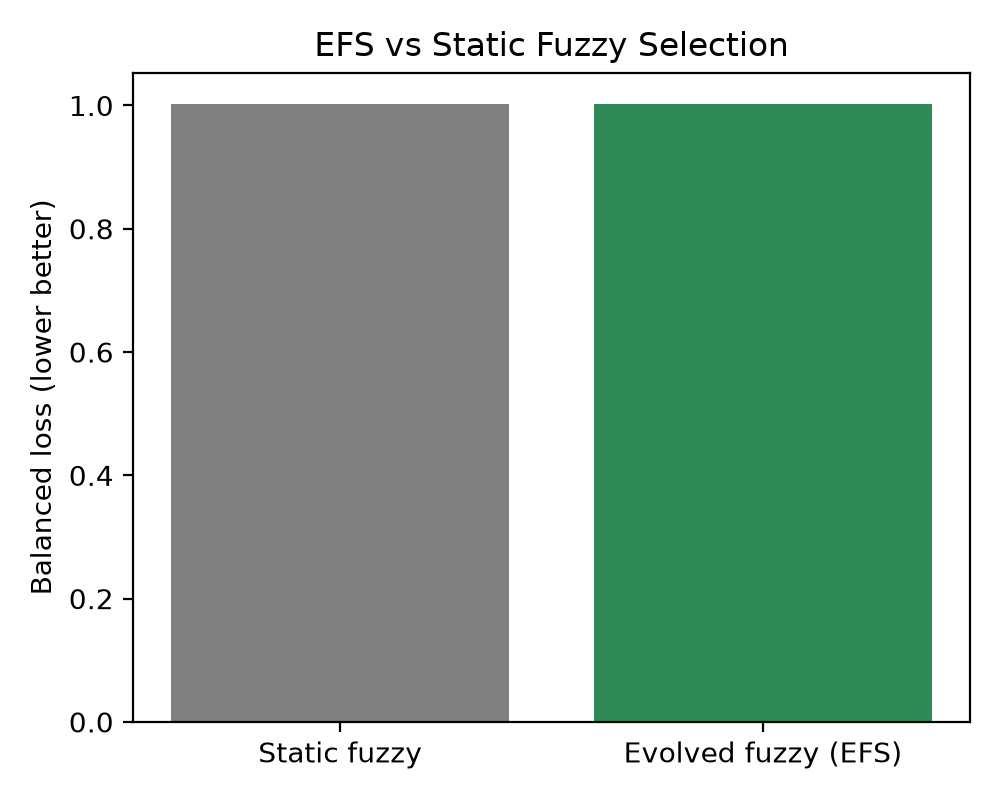 EFS vs Static Fuzzy Selection
Balanced loss (lower better)
1.0
0.8
0.6
0.4
0.2
0.0
Static fuzzy
Evolved fuzzy (EFS)